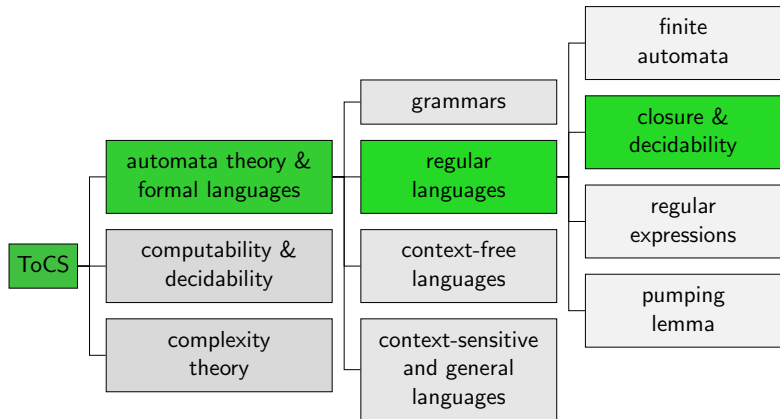 ToCS
automata theory &
formal languages
computability &
decidability
complexity
theory
grammars
regular
languages
context-free
languages
context-sensitive
and general
languages
finite
automata
closure &
decidability
regular
expressions
pumping
lemma